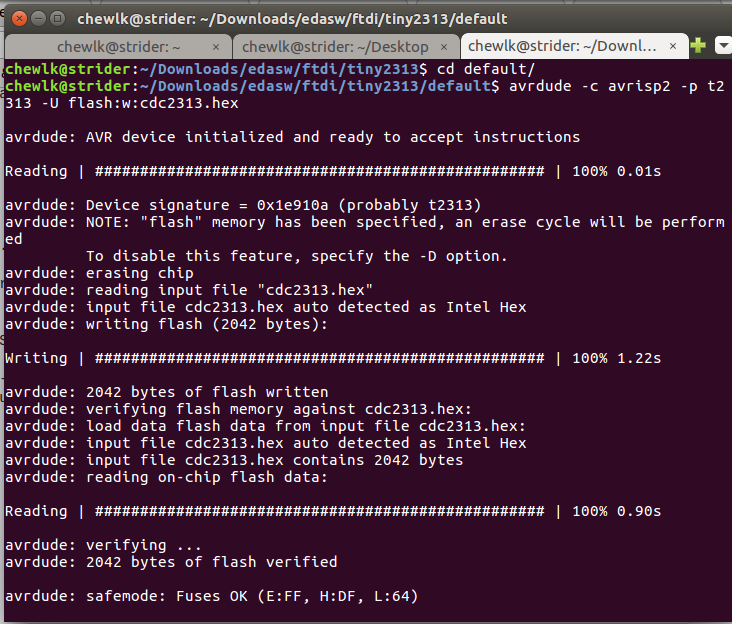 chewlk@strider: ~/Downloads/edasw/ftdi/tiny2313/default
chewlk@strider: ~ × chewlk@strider: ~/Desktop × chewlk@strider: ~/Downl... ×
chewlk@strider:~/Downloads/edasw/ftdi/tiny2313$ cd default/
chewlk@strider:~/Downloads/edasw/ftdi/tiny2313/default$ avrdude -c avrisp2 -p t2
313 -U flash:w:cdc2313.hex
avrdude: AVR device initialized and ready to accept instructions
Reading | ################################################## | 100% 0.01s
avrdude: Device signature = 0x1e910a (probably t2313)
avrdude: NOTE: "flash" memory has been specified, an erase cycle will be perform
ed
To disable this feature, specify the -D option.
avrdude: erasing chip
avrdude: reading input file "cdc2313.hex"
avrdude: input file cdc2313.hex auto detected as Intel Hex
avrdude: writing flash (2042 bytes):
Writing | ################################################## | 100% 1.22s
avrdude: 2042 bytes of flash written
avrdude: verifying flash memory against cdc2313.hex:
avrdude: load data flash data from input file cdc2313.hex:
avrdude: input file cdc2313.hex auto detected as Intel Hex
avrdude: input file cdc2313.hex contains 2042 bytes
avrdude: reading on-chip flash data:
Reading | ################################################## | 100% 0.90s
avrdude: verifying ...
avrdude: 2042 bytes of flash verified
avrdude: safemode: Fuses OK (E:FF, H:DF, L:64)